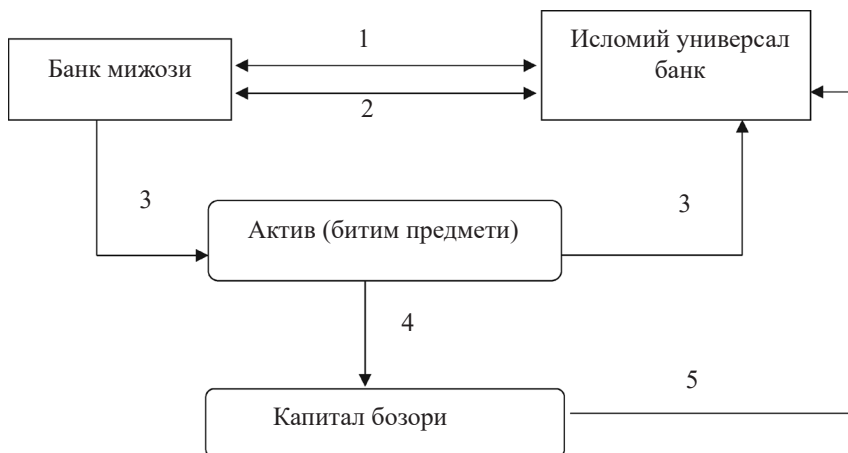 1
Исломий универсал
банк
Банк мижози
2
3
3
Актив (битим предмети)
4
5
Капитал бозори